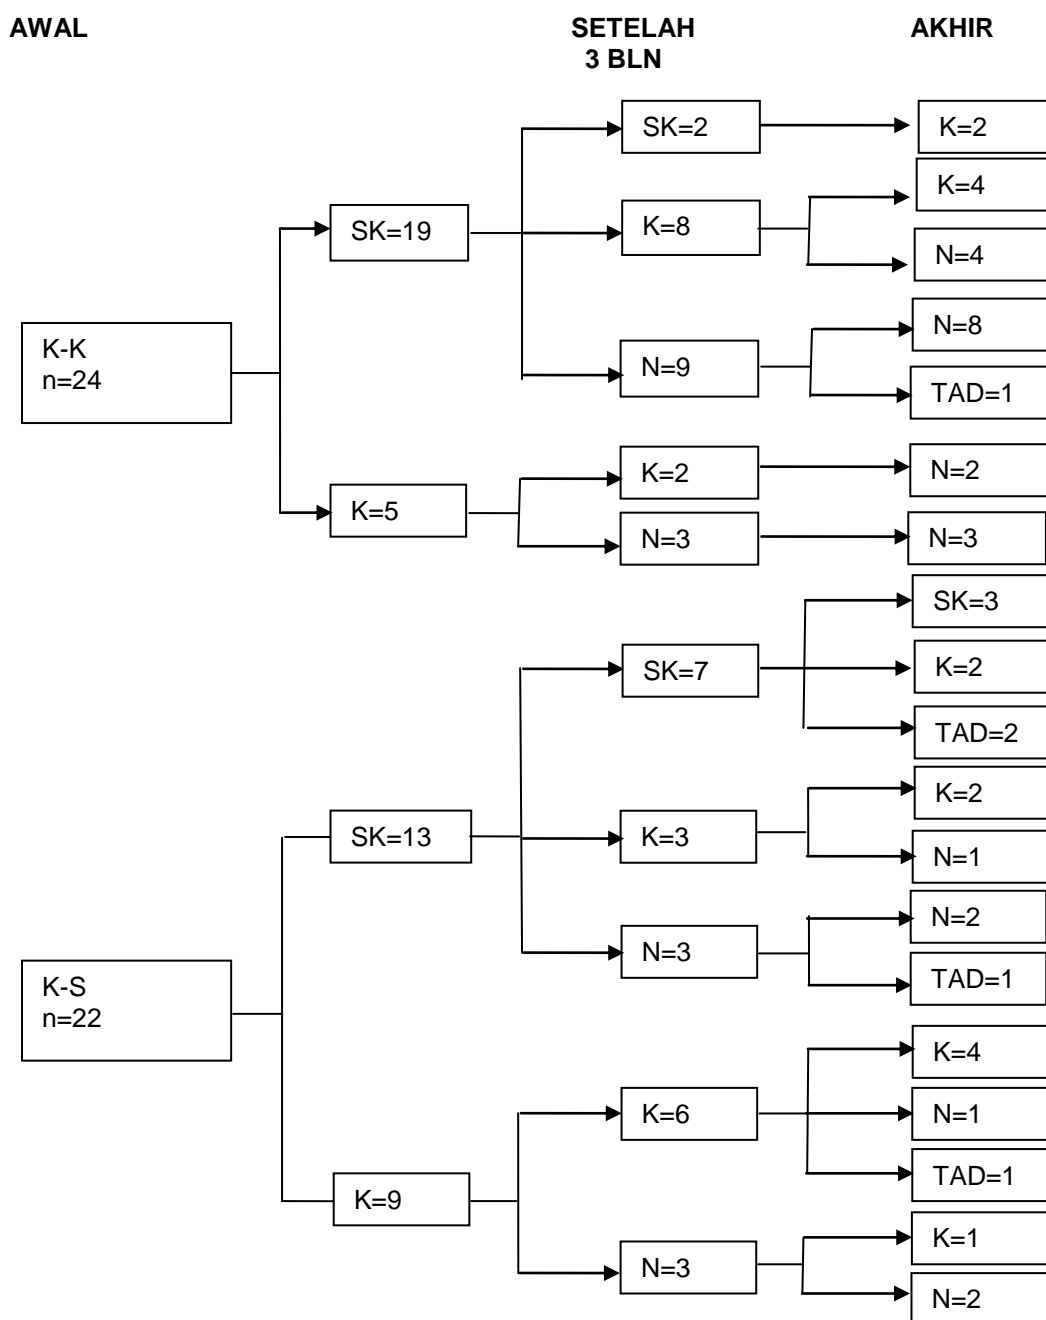 AWAL
SETELAH
3 BLN
AKHIR
K-K
n=24
SK=19
K=5
SK=2
K=8
N=9
K=2
N=3
K=2
K=4
N=4
N=8
TAD=1
N=2
N=3
K-S
n=22
SK=13
K=9
SK=7
K=3
N=3
K=6
N=3
SK=3
K=2
TAD=2
K=2
N=1
N=2
TAD=1
K=4
N=1
TAD=1
K=1
N=2